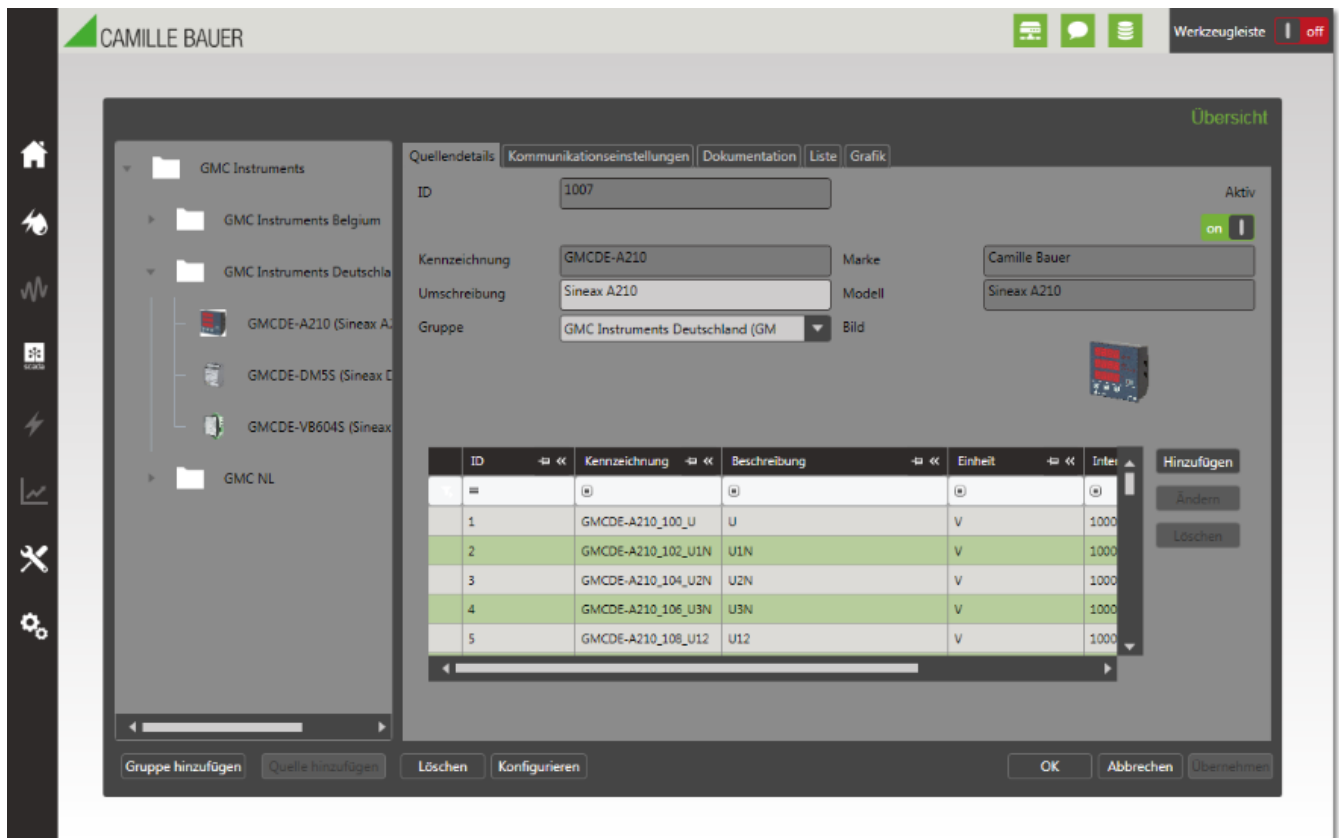 CAMILLE BAUER
Werkzeugleiste off
Übersicht
GMC Instruments
GMC Instruments Belgium
GMC Instruments Deutschla
GMCDE-A210 (Sineax A2
GMCDE-DM5S (Sineax D
GMCDE-VB604S (Sineax
GMC NL
scada
Quellendetails Kommunikationseinstellungen Dokumentation Liste Grafik
ID 1007 Aktiv
on
Kennzeichnung GMCDE-A210 Marke Camille Bauer
Umschreibung Sineax A210 Modell Sineax A210
Gruppe GMC Instruments Deutschland (GM Bild
ID Kennzeichnung Beschreibung Einheit Inter
=
1 GMCDE-A210_100_U U V 1000
2 GMCDE-A210_102_U1N U1N V 1000
3 GMCDE-A210_104_U2N U2N V 1000
4 GMCDE-A210_106_U3N U3N V 1000
5 GMCDE-A210_108_U12 U12 V 1000
Hinzufügen
Ändern
Löschen
Gruppe hinzufügen Quelle hinzufügen Löschen Konfigurieren OK Abbrechen Übernehmen